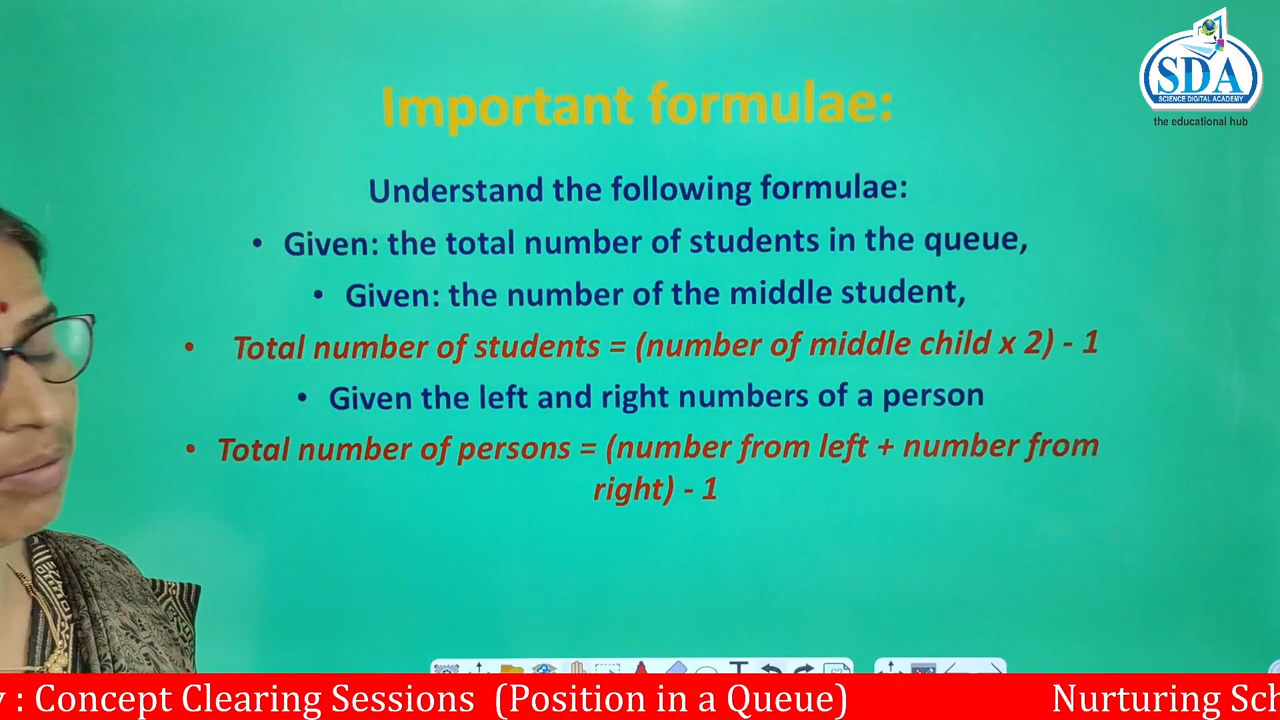 SDA
SCIENCE DIGITAL ACADEMY
the educational hub
Important formulae:
Understand the following formulae:
• Given: the total number of students in the queue,
• Given: the number of the middle student,
• Total number of students = (number of middle child x 2) - 1
• Given the left and right numbers of a person
• Total number of persons = (number from left + number from
right) - 1
: Concept Clearing Sessions (Position in a Queue) Nurturing